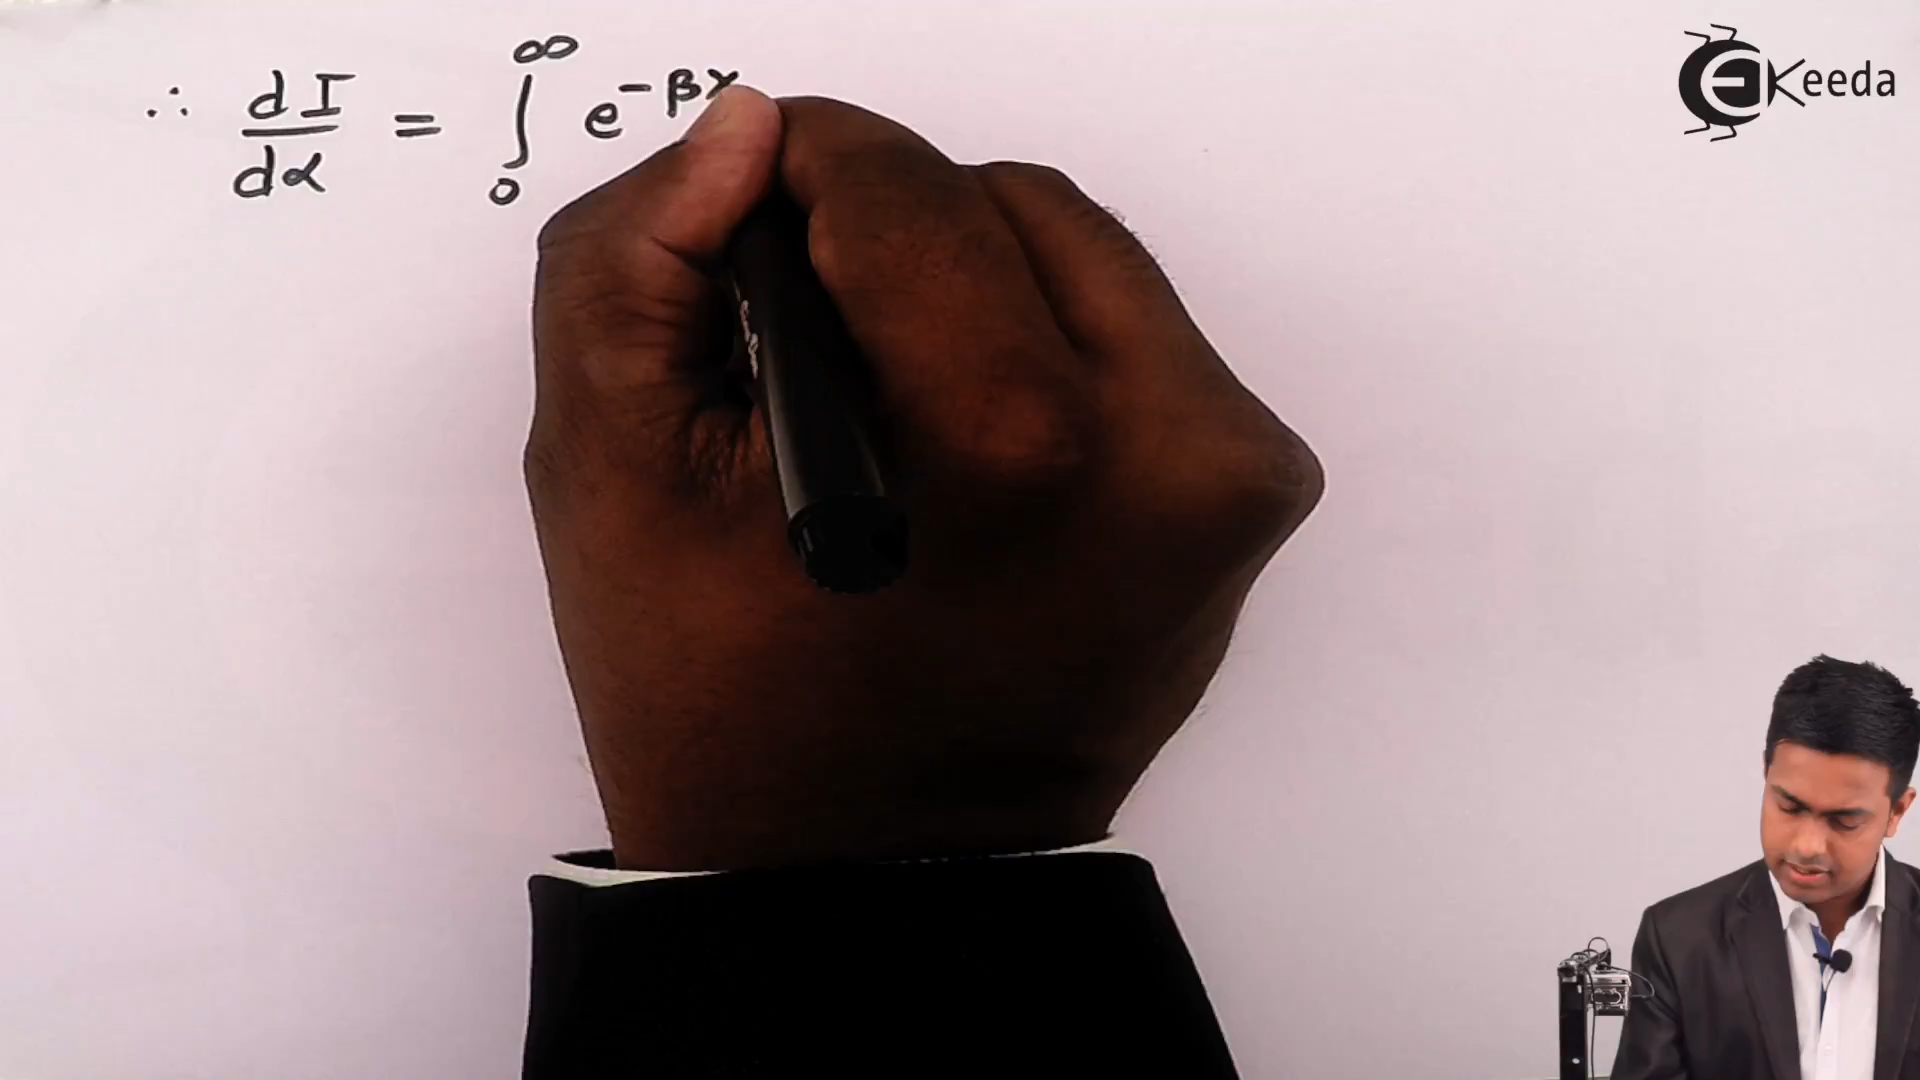 EKeeda
∴ dI/dα = ∫₀^∞ e^-βx